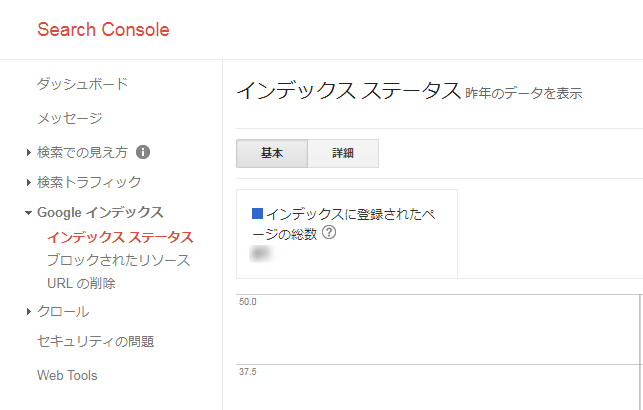 Search Console
ダッシュボード
メッセージ
検索での見え方
検索トラフィック
Google インデックス
インデックス ステータス
ブロックされたリソース
URL の削除
クロール
セキュリティの問題
Web Tools
インデックス ステータス 昨年のデータを表示
基本 詳細
インデックスに登録されたペ
ージの総数
50.0
37.5